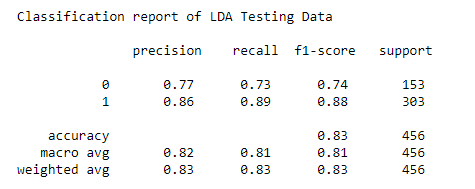 Classification report of LDA Testing Data
precision recall f1-score support
0 0.77 0.73 0.74 153
1 0.86 0.89 0.88 303
accuracy 0.83 456
macro avg 0.82 0.81 0.81 456
weighted avg 0.83 0.83 0.83 456